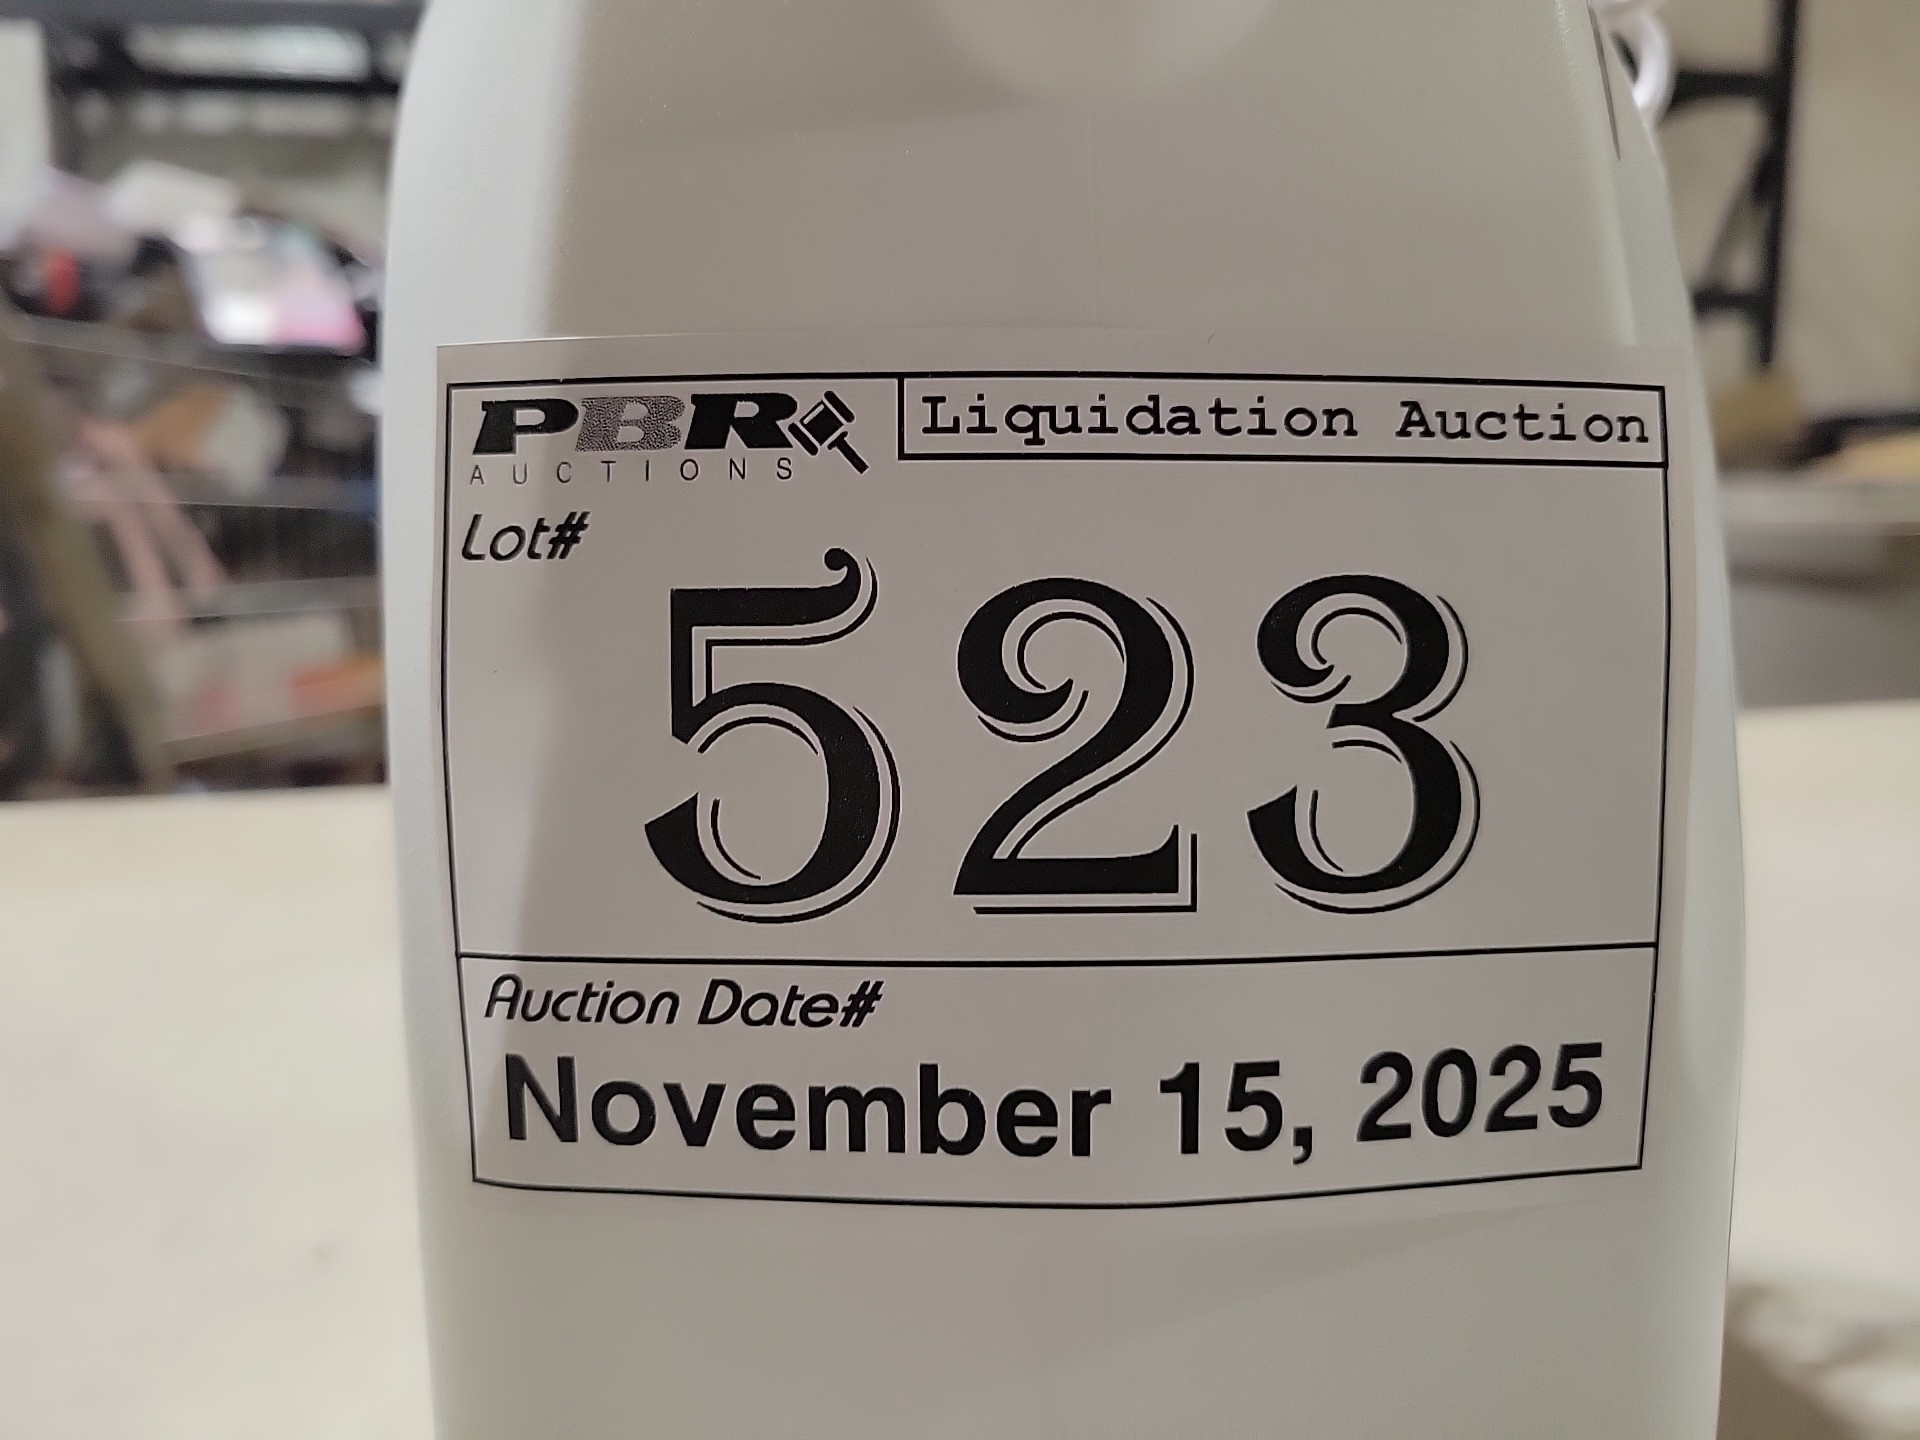 PBR
AUCTIONS
Liquidation Auction
Lot#
523
Auction Date#
November 15, 2025